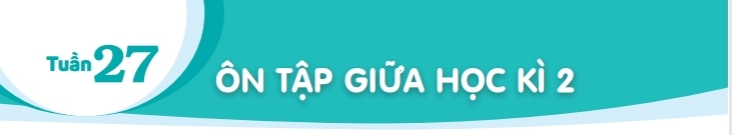 Tuần 27
ÔN TẬP GIỮA HỌC KÌ 2